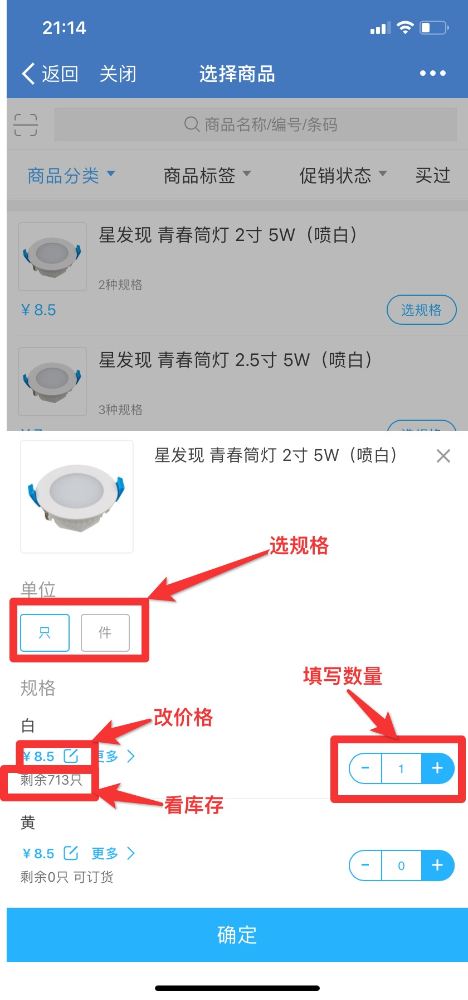 21:14
返回 关闭 选择商品
商品名称/编号/条码
商品分类 商品标签 促销状态 买过
星发现 青春筒灯 2寸 5W（喷白）
2种规格
¥ 8.5 选规格
星发现 青春筒灯 2.5寸 5W（喷白）
3种规格
星发现 青春筒灯 2寸 5W（喷白）
选规格
单位
只 件
填写数量
规格
改价格
白
¥ 8.5 更多
1
剩余713只
看库存
黄
¥ 8.5 更多
0
剩余0只 可订货
确定